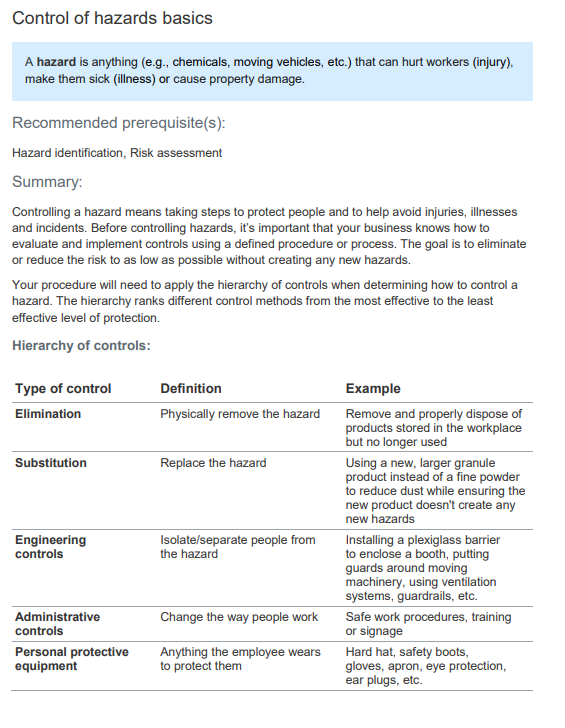 Control of hazards basics
A hazard is anything (e.g., chemicals, moving vehicles, etc.) that can hurt workers (injury),
make them sick (illness) or cause property damage.
Recommended prerequisite(s):
Hazard identification, Risk assessment
Summary:
Controlling a hazard means taking steps to protect people and to help avoid injuries, illnesses
and incidents. Before controlling hazards, it's important that your business knows how to
evaluate and implement controls using a defined procedure or process. The goal is to eliminate
or reduce the risk to as low as possible without creating any new hazards.
Your procedure will need to apply the hierarchy of controls when determining how to control a
hazard. The hierarchy ranks different control methods from the most effective to the least
effective level of protection.
Hierarchy of controls:
Type of control Definition Example
Elimination Physically remove the hazard Remove and properly dispose of
products stored in the workplace
but no longer used
Substitution Replace the hazard Using a new, larger granule
product instead of a fine powder
to reduce dust while ensuring the
new product doesn't create any
new hazards
Engineering Isolate/separate people from Installing a plexiglass barrier
controls the hazard to enclose a booth, putting
guards around moving
machinery, using ventilation
systems, guardrails, etc.
Administrative Change the way people work Safe work procedures, training
controls or signage
Personal protective Anything the employee wears Hard hat, safety boots,
equipment to protect them gloves, apron, eye protection,
ear plugs, etc.